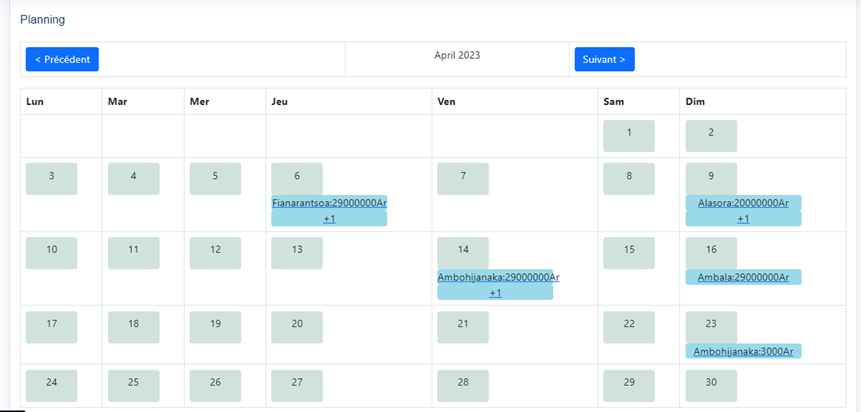 Planning
< Précédent April 2023 Suivant >
Lun Mar Mer Jeu Ven Sam Dim
1 2
3 4 5 6 7 8 9
Fianarantsoa:29000000Ar Alasora:20000000Ar
+1 +1
10 11 12 13 14 15 16
Ambohijanaka:29000000Ar Ambala:29000000Ar
+1
17 18 19 20 21 22 23
Ambohijanaka:3000Ar
24 25 26 27 28 29 30